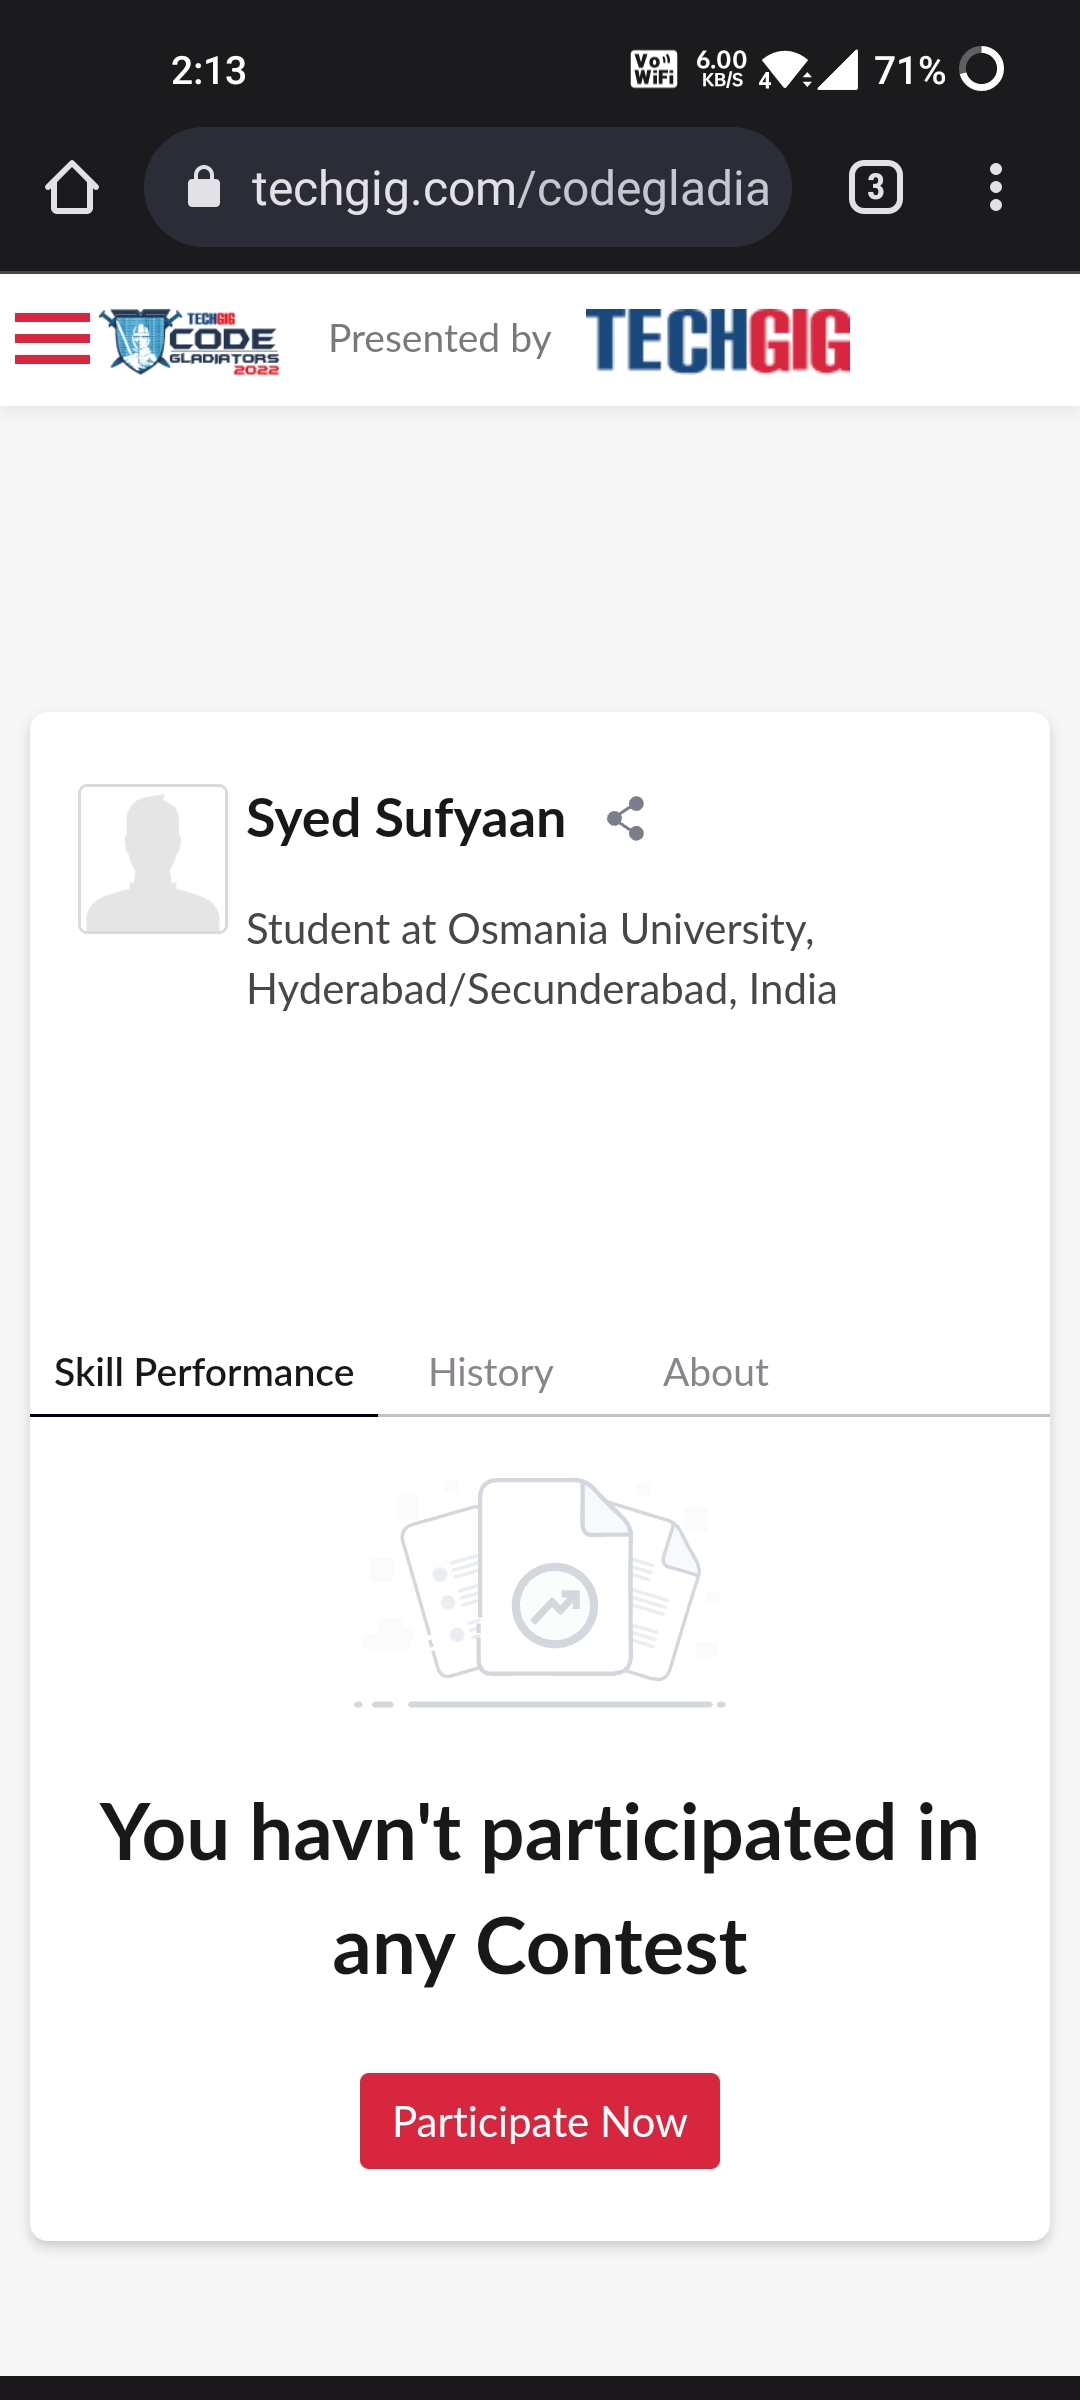 2:13
Vo WiFi 6.00 KB/S 4 71%
techgig.com/codegladia
3
TECHGIG CODE GLADIATORS 2022
Presented by
TECHGIG
Syed Sufyaan
Student at Osmania University,
Hyderabad/Secunderabad, India
Skill Performance History About
You havn't participated in
any Contest
Participate Now